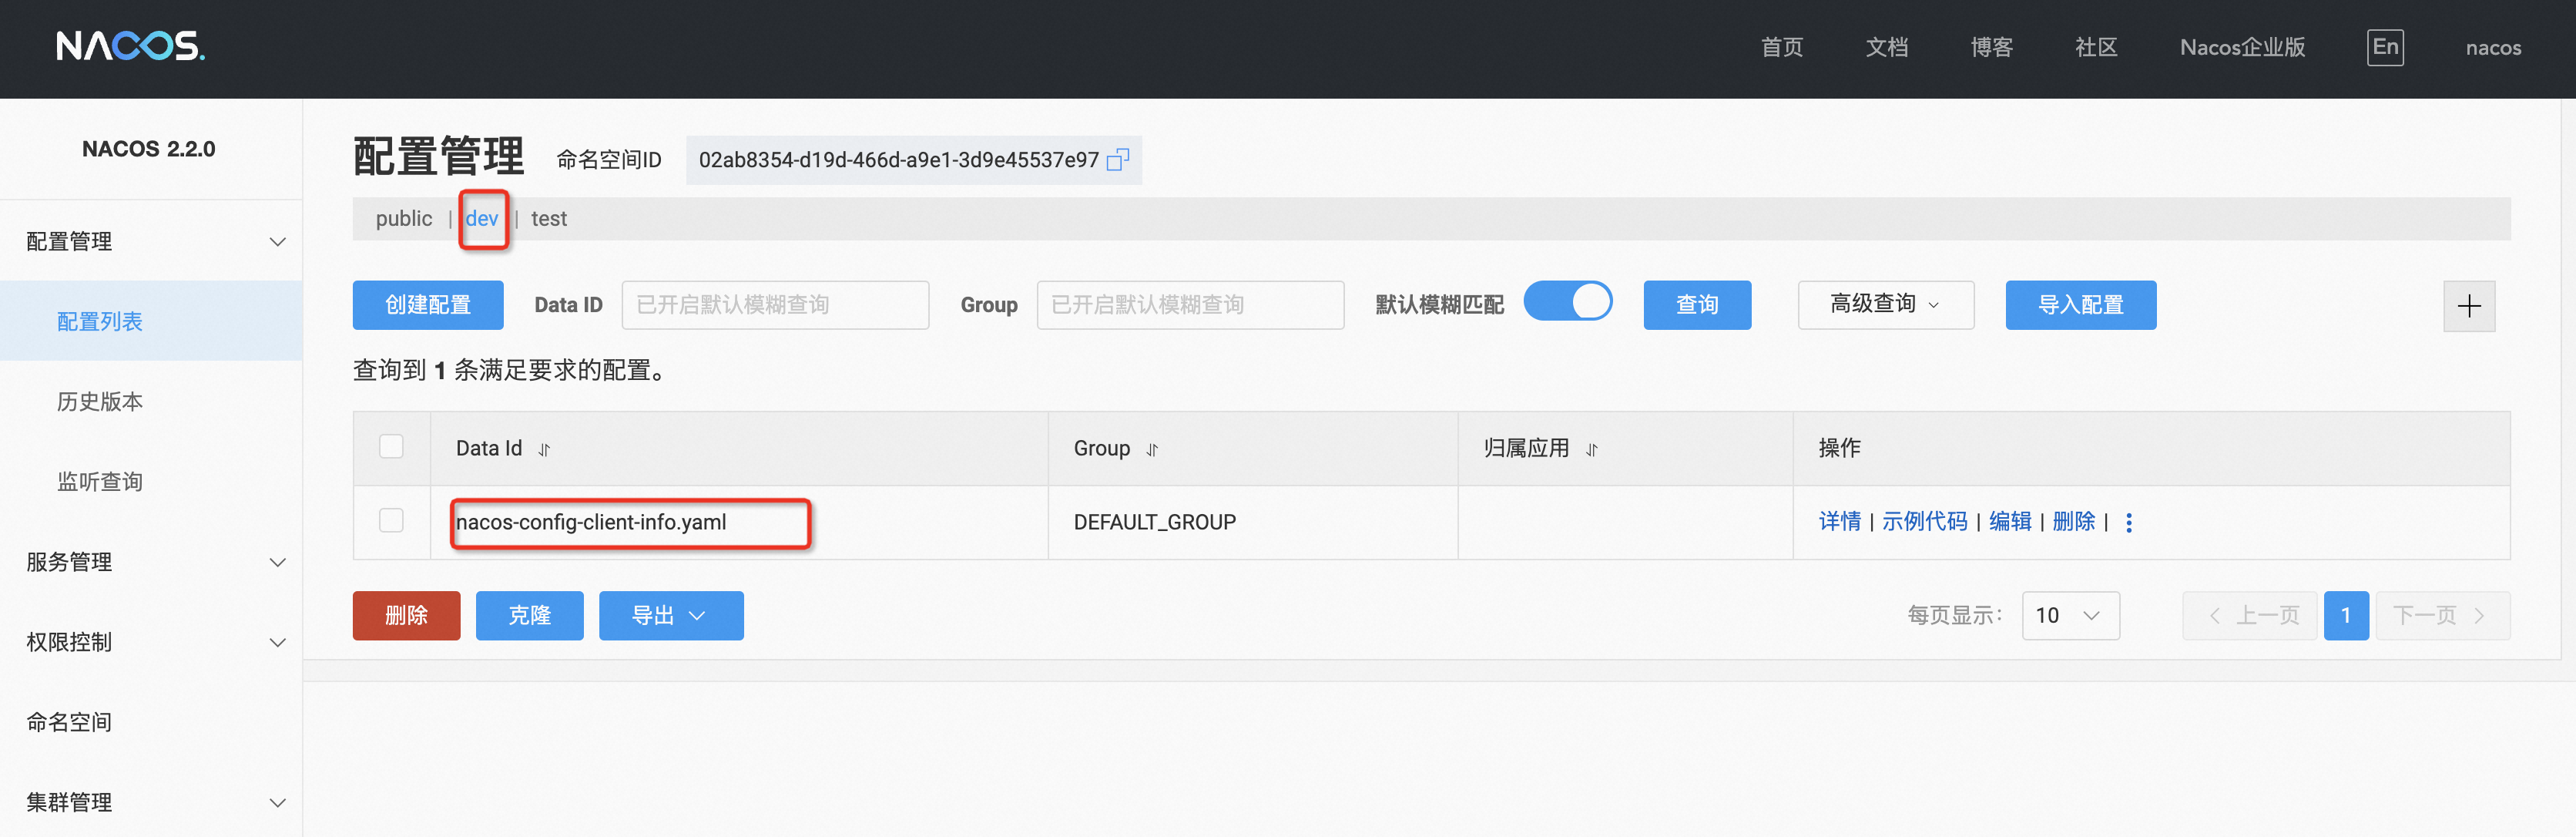 NACOS. 首页 文档 博客 社区 Nacos企业版 En nacos
NACOS 2.2.0
配置管理
配置列表
历史版本
监听查询
服务管理
权限控制
命名空间
集群管理
配置管理 命名空间ID 02ab8354-d19d-466d-a9e1-3d9e45537e97
public | dev | test
创建配置 Data ID 已开启默认模糊查询 Group 已开启默认模糊查询 默认模糊匹配 查询 高级查询 导入配置
查询到 1 条满足要求的配置。
Data Id Group 归属应用 操作
nacos-config-client-info.yaml DEFAULT_GROUP 详情 | 示例代码 | 编辑 | 删除 |
删除 克隆 导出 每页显示: 10 上一页 1 下一页